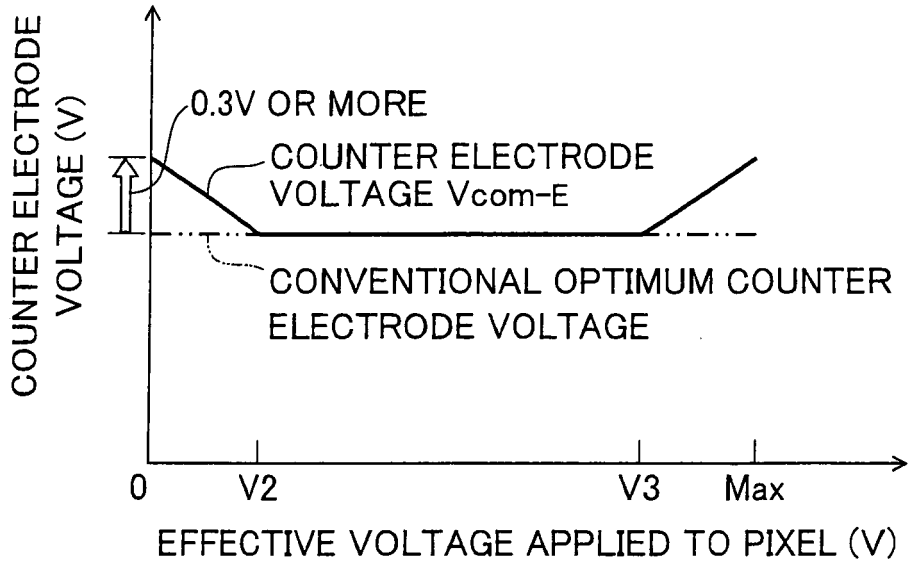 COUNTER ELECTRODE
VOLTAGE (V)
0.3V OR MORE
COUNTER ELECTRODE
VOLTAGE Vcom-E
CONVENTIONAL OPTIMUM COUNTER
ELECTRODE VOLTAGE
0 V2 V3 Max
EFFECTIVE VOLTAGE APPLIED TO PIXEL (V)